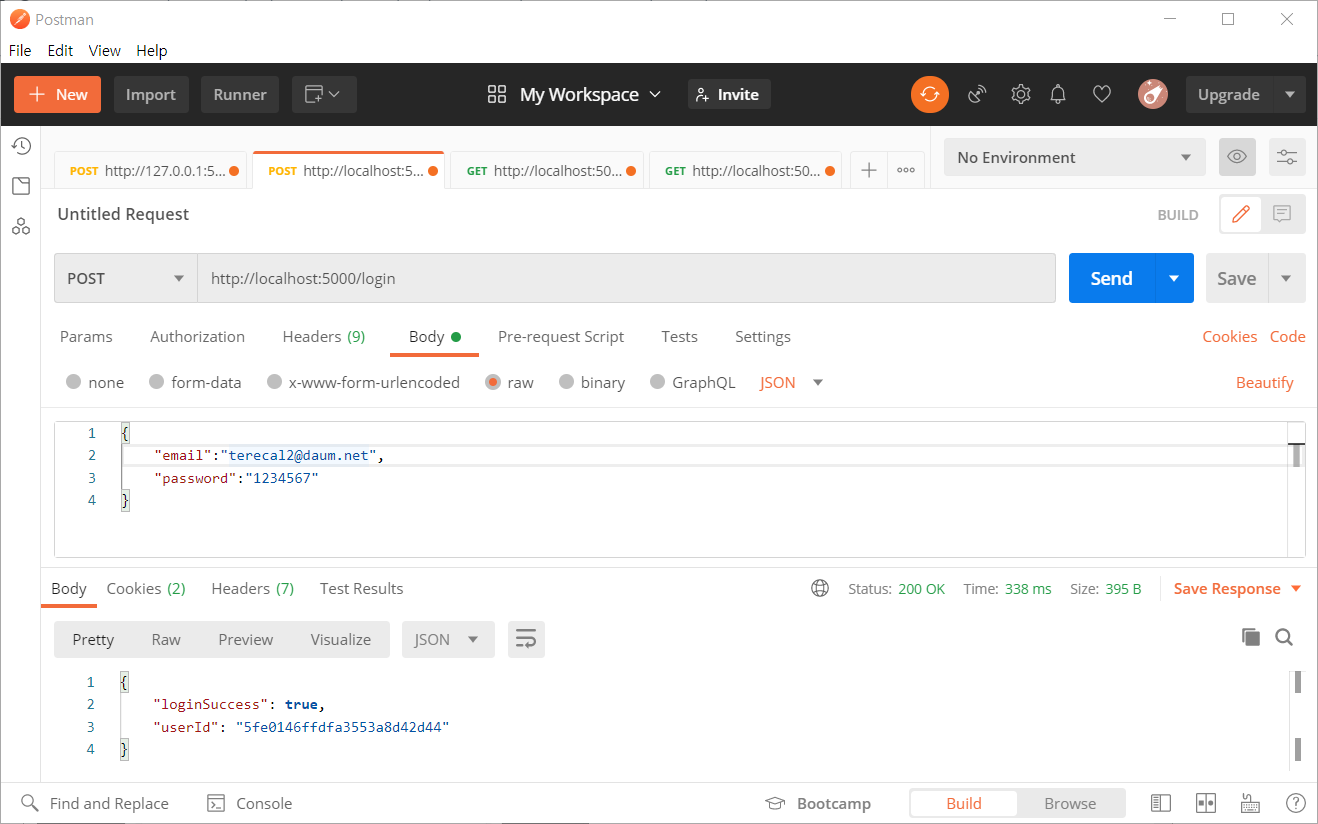 Postman
File Edit View Help
New Import Runner My Workspace Invite Upgrade
POST http://127.0.0.1:5... POST http://localhost:5... GET http://localhost:50... GET http://localhost:50... No Environment
Untitled Request BUILD
POST http://localhost:5000/login Send Save
Params Authorization Headers (9) Body Pre-request Script Tests Settings Cookies Code
none form-data x-www-form-urlencoded raw binary GraphQL JSON Beautify
1 {
2 "email":"terecal2@daum.net",
3 "password":"1234567"
4 }
Body Cookies (2) Headers (7) Test Results Status: 200 OK Time: 338 ms Size: 395 B Save Response
Pretty Raw Preview Visualize JSON
1 {
2 "loginSuccess": true,
3 "userId": "5fe0146ffdfa3553a8d42d44"
4 }
Find and Replace Console Bootcamp Build Browse